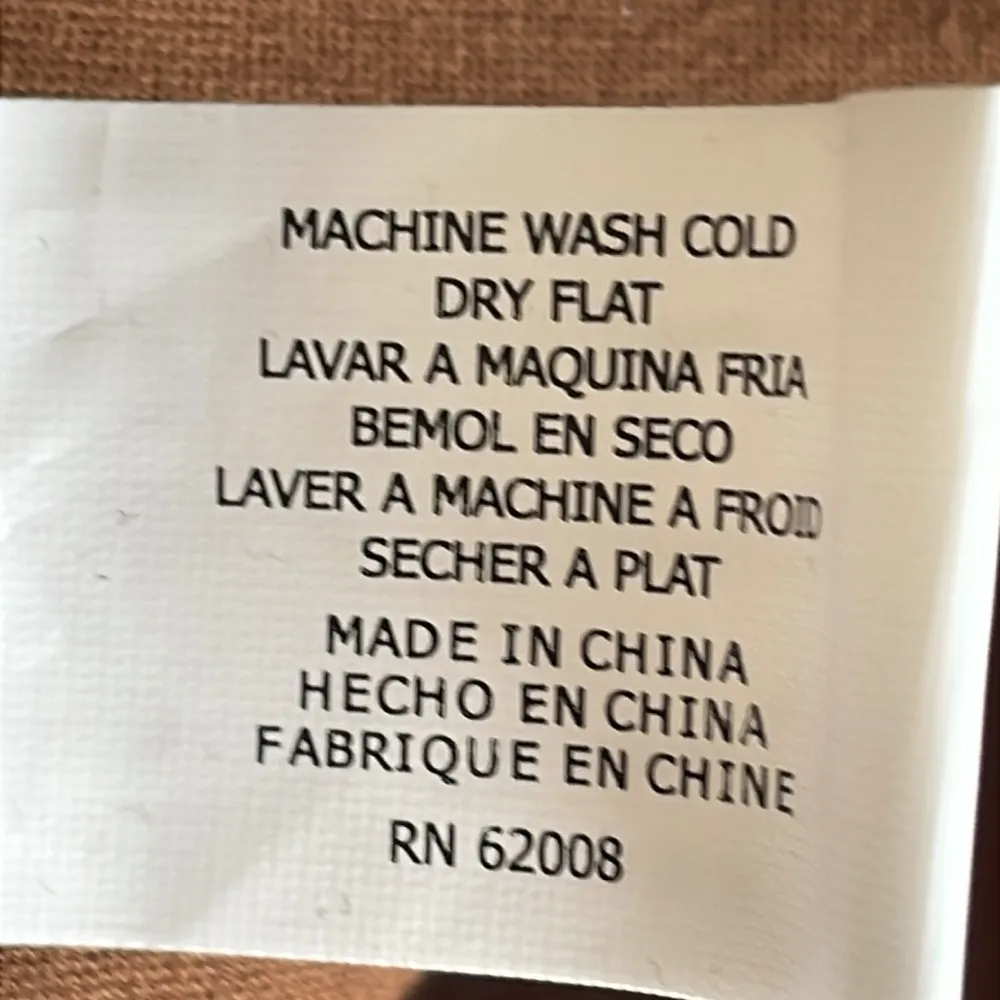 MACHINE WASH COLD
DRY FLAT
LAVAR A MAQUINA FRIA
BEMOL EN SECO
LAVER A MACHINE A FROID
SECHER A PLAT
MADE IN CHINA
HECHO EN CHINA
FABRIQUE EN CHINE
RN 62008